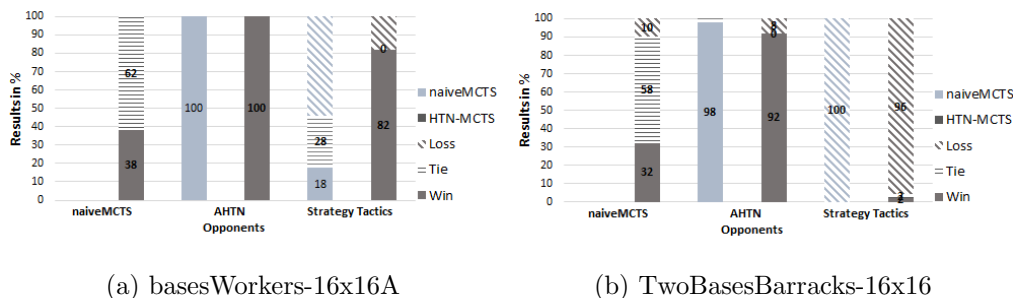 100
90
80
70
60
50
40
30
20
10
0
Results in %
62
38
100
100
28
18
0
82
naiveMCTS
AHTN
Strategy Tactics
Opponents
naiveMCTS
HTN-MCTS
Loss
Tie
Win
(a) basesWorkers-16x16A
100
90
80
70
60
50
40
30
20
10
0
Results in %
10
58
32
98
8
0
92
100
96
2
naiveMCTS
AHTN
Strategy Tactics
Opponents
naiveMCTS
HTN-MCTS
Loss
Tie
Win
(b) TwoBasesBarracks-16x16